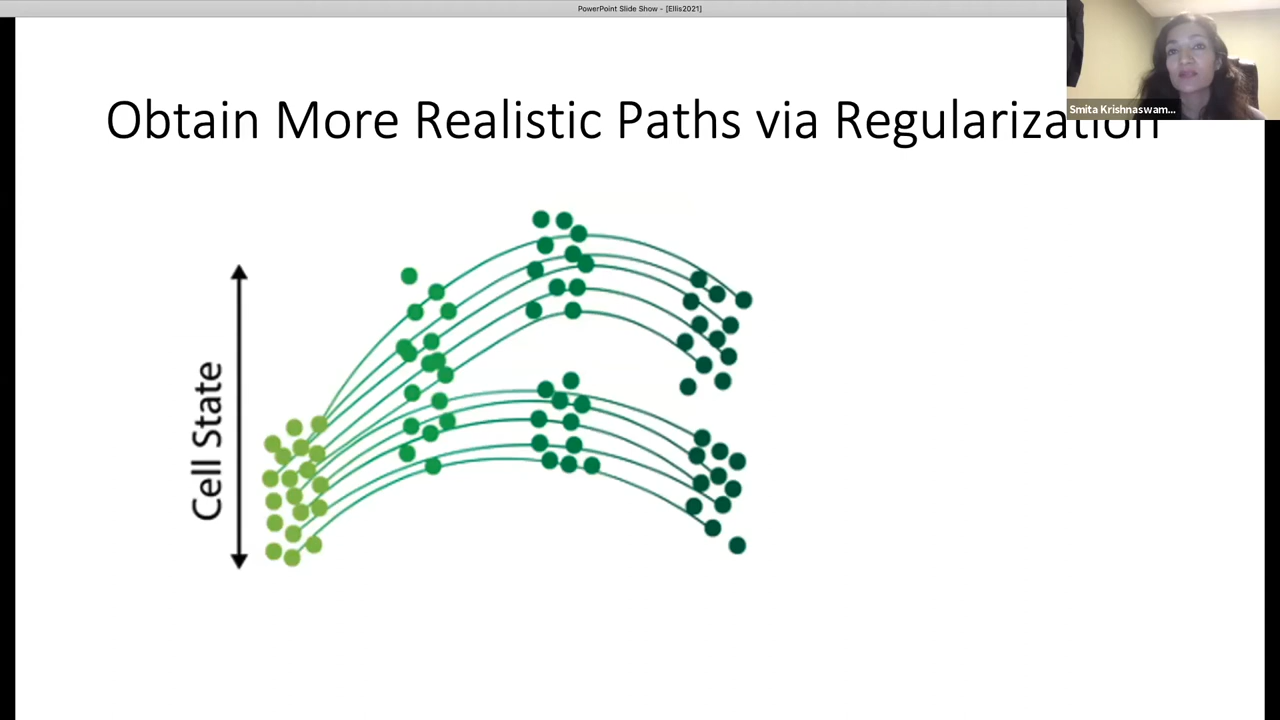 PowerPoint Slide Show - [Ellis2021]
Smita Krishnaswam...
Obtain More Realistic Paths via Regularization
Cell State